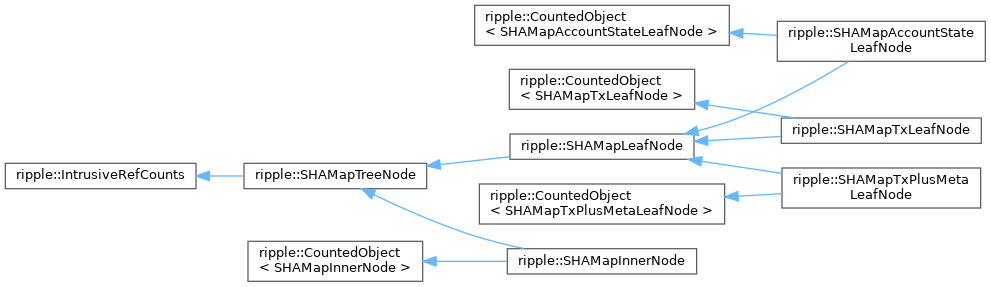 ripple::CountedObject
< SHAMapAccountStateLeafNode >
ripple::SHAMapAccountState
LeafNode
ripple::CountedObject
< SHAMapTxLeafNode >
ripple::SHAMapTxLeafNode
ripple::SHAMapLeafNode
ripple::IntrusiveRefCounts
ripple::SHAMapTreeNode
ripple::SHAMapTxPlusMeta
LeafNode
ripple::CountedObject
< SHAMapTxPlusMetaLeafNode >
ripple::CountedObject
< SHAMapInnerNode >
ripple::SHAMapInnerNode